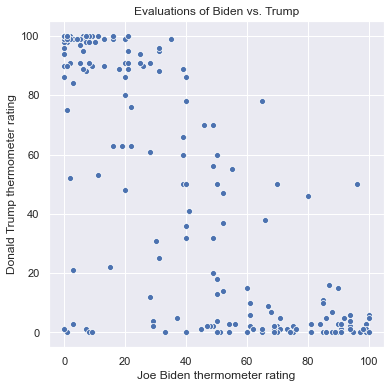 Evaluations of Biden vs. Trump
100
80
60
40
20
0
Donald Trump thermometer rating
0 20 40 60 80 100
Joe Biden thermometer rating